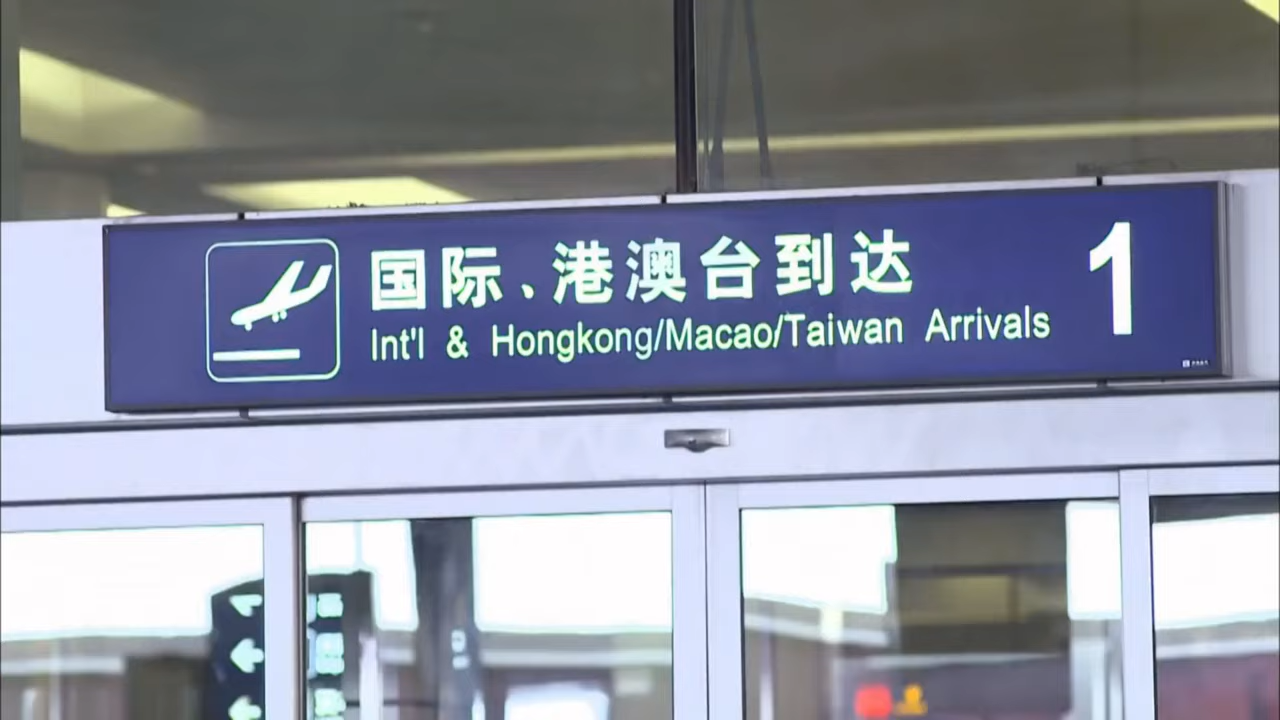 国际、港澳台到达
Int'l & Hongkong/Macao/Taiwan Arrivals
1